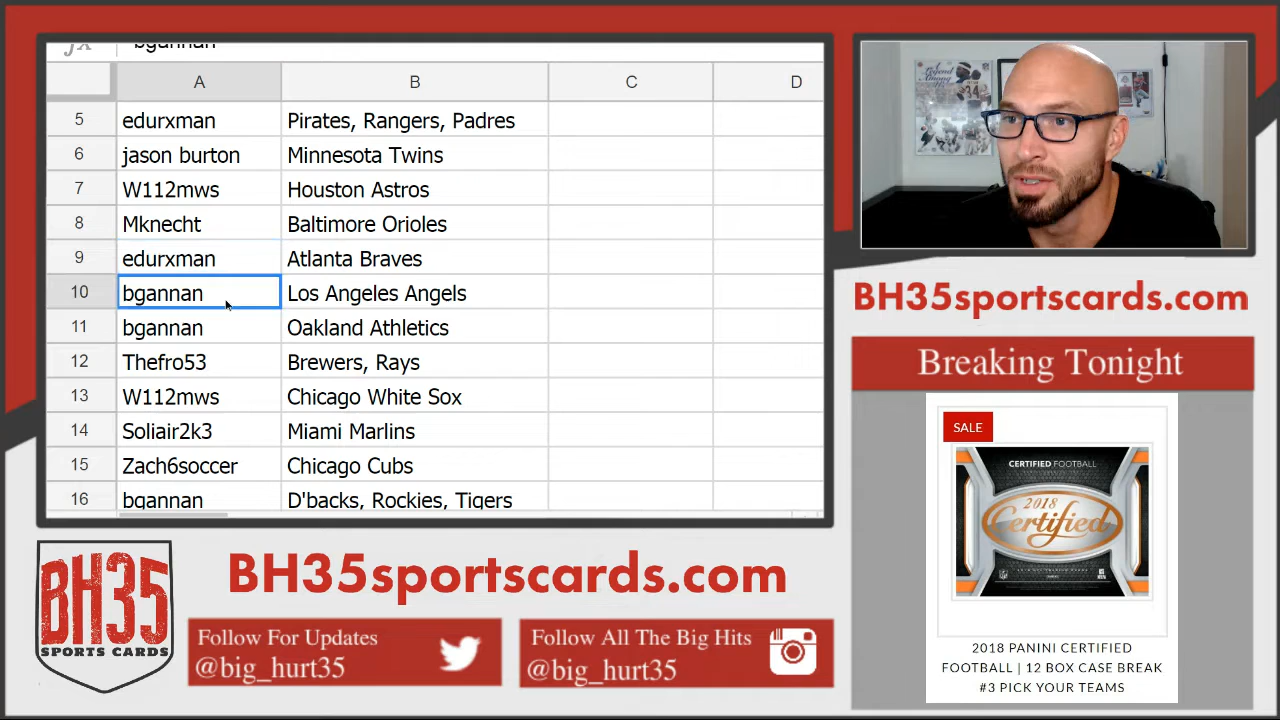 fx bgannan
A B C D
5 edurxman Pirates, Rangers, Padres
6 jason burton Minnesota Twins
7 W112mws Houston Astros
8 Mknecht Baltimore Orioles
9 edurxman Atlanta Braves
10 bgannan Los Angeles Angels
11 bgannan Oakland Athletics
12 Thefro53 Brewers, Rays
13 W112mws Chicago White Sox
14 Soliair2k3 Miami Marlins
15 Zach6soccer Chicago Cubs
16 bgannan D'backs, Rockies, Tigers
A Legend
Among
34
BH35sportscards.com
Breaking Tonight
SALE
CERTIFIED FOOTBALL
2018
Certified
2018 PANINI CERTIFIED
FOOTBALL | 12 BOX CASE BREAK
#3 PICK YOUR TEAMS
BH35
SPORTS CARDS
BH35sportscards.com
Follow For Updates
@big_hurt35
Follow All The Big Hits
@big_hurt35